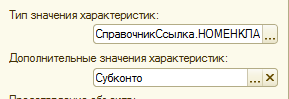 Тип значения характеристик:
СправочникСсылка.НОМЕНКЛА ...
Дополнительные значения характеристик:
Субконто ... ×